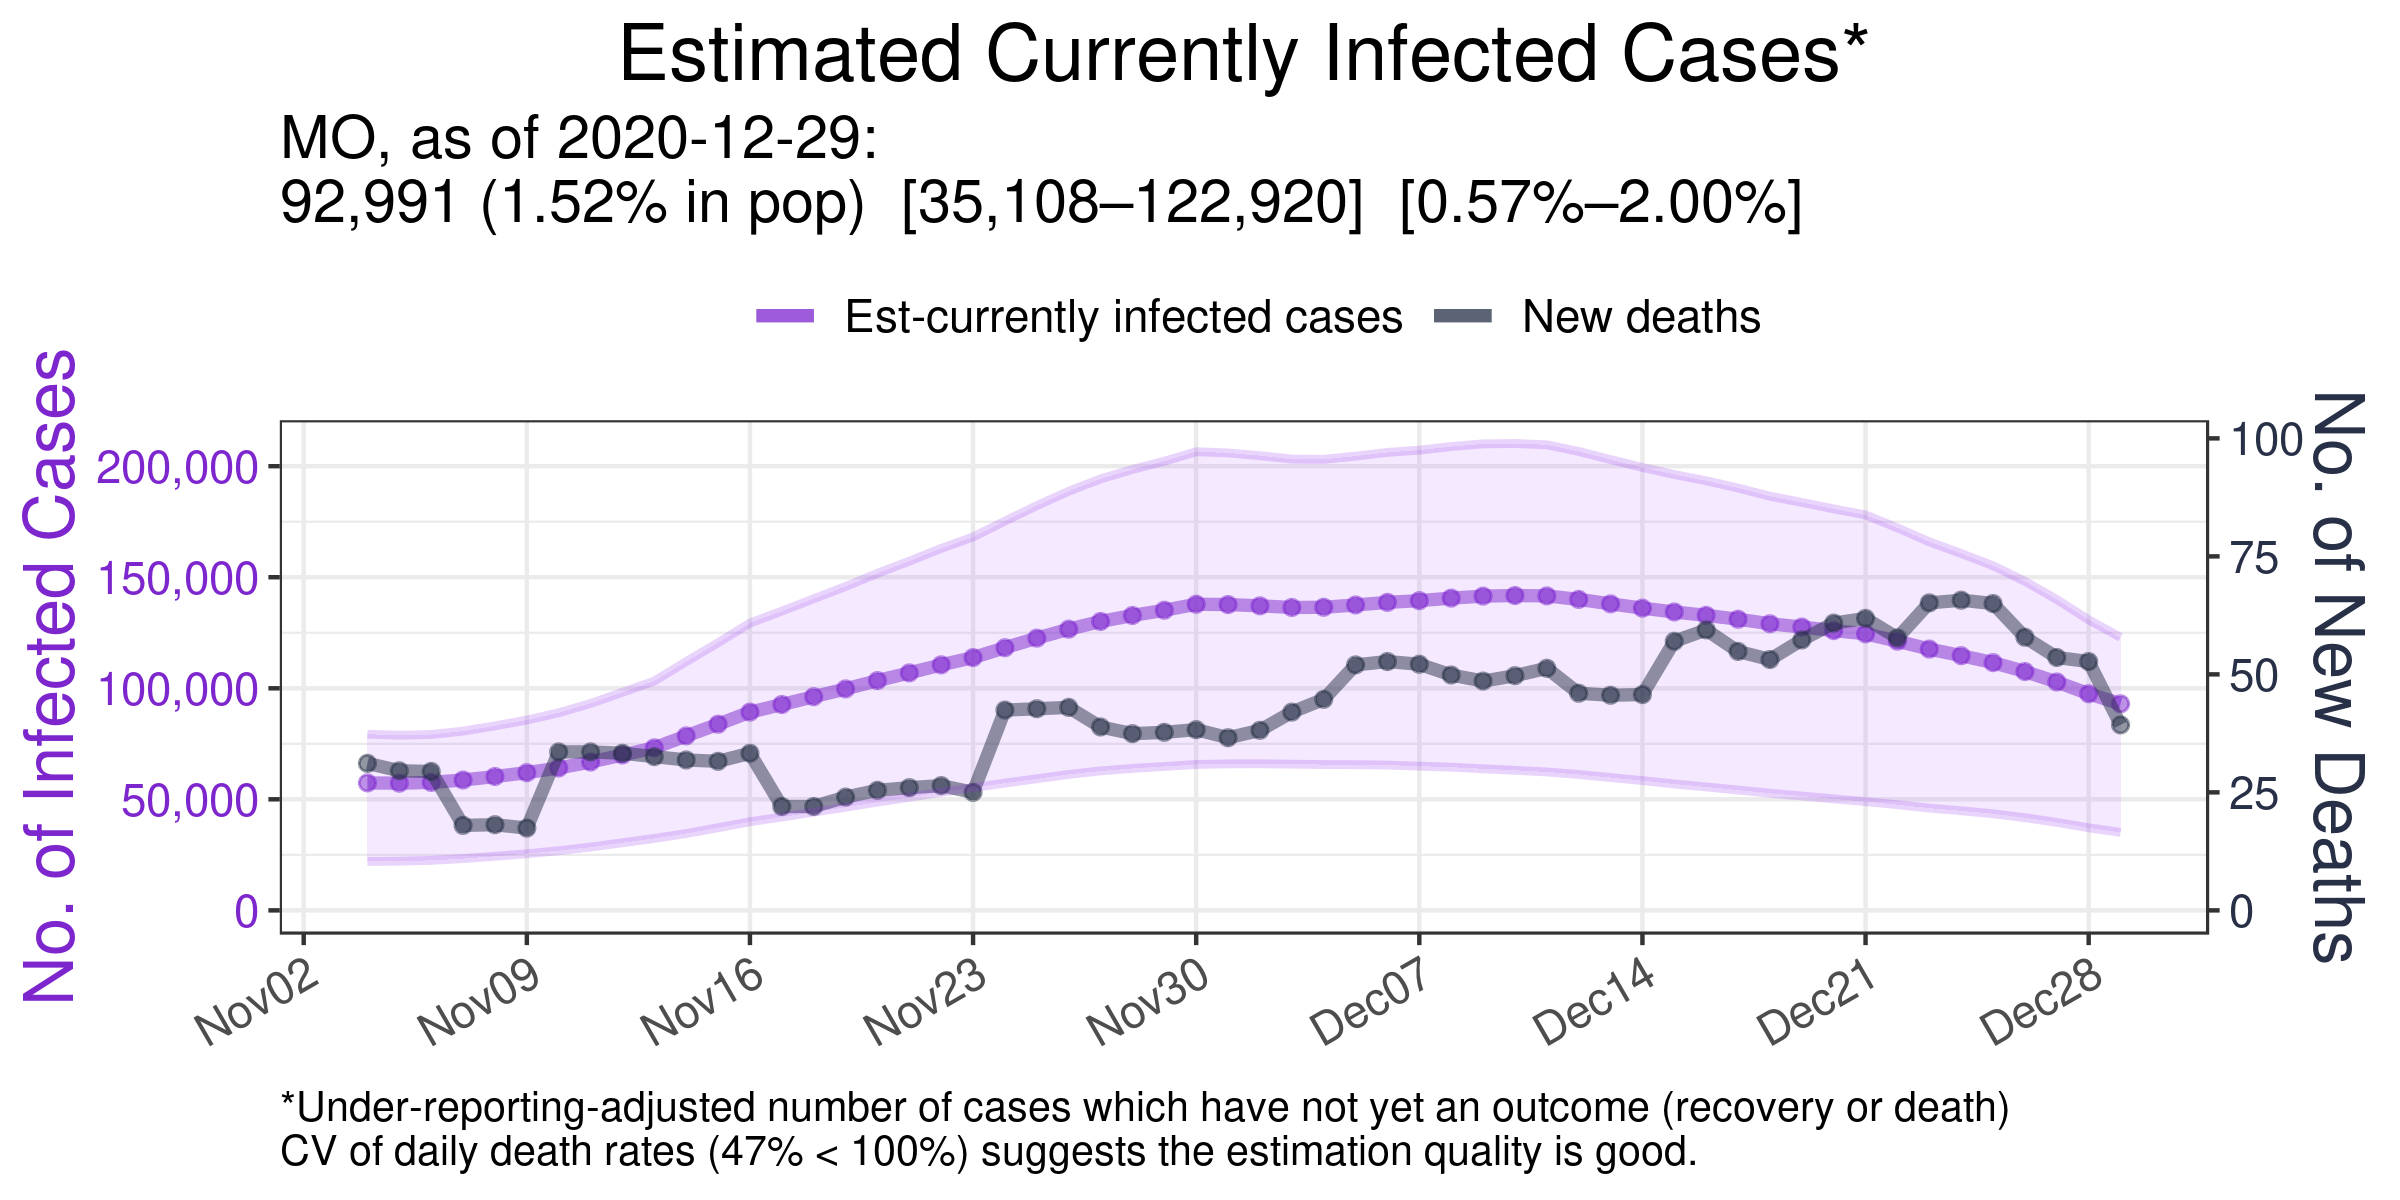 Estimated Currently Infected Cases*
MO, as of 2020-12-29:
92,991 (1.52% in pop)  [35,108–122,920]  [0.57%–2.00%]
Est-currently infected cases
New deaths
No. of Infected Cases
200,000
150,000
100,000
50,000
0
No. of New Deaths
100
75
50
25
0
Nov02
Nov09
Nov16
Nov23
Nov30
Dec07
Dec14
Dec21
Dec28
*Under-reporting-adjusted number of cases which have not yet an outcome (recovery or death)
CV of daily death rates (47% < 100%) suggests the estimation quality is good.